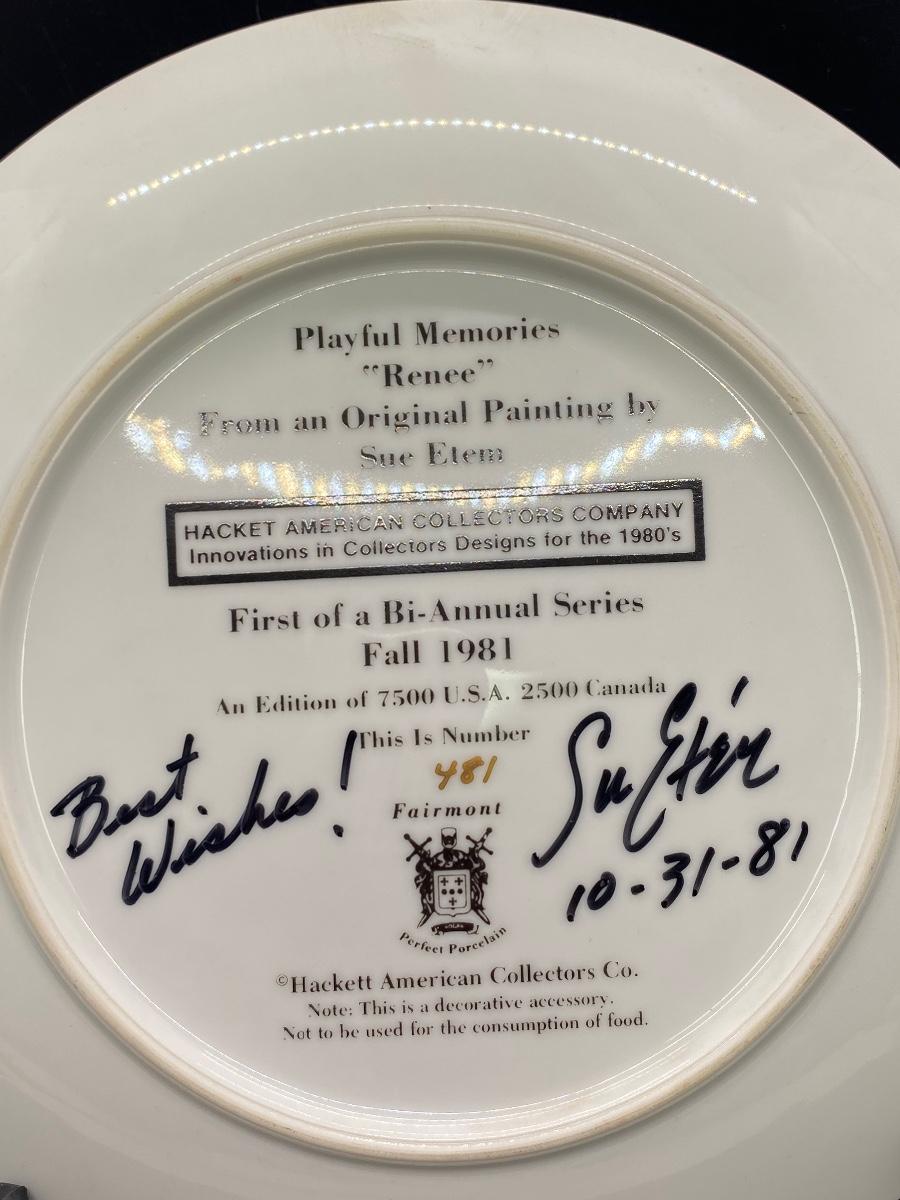 Playful Memories
"Renee"
From an Original Painting by
Sue Etem
HACKET AMERICAN COLLECTORS COMPANY
Innovations in Collectors Designs for the 1980's
First of a Bi-Annual Series
Fall 1981
An Edition of 7500 U.S.A. 2500 Canada
This Is Number
481
Best
Wishes!
Sue Etem
10-31-81
Fairmont
Perfect Porcelain
©Hackett American Collectors Co.
Note: This is a decorative accessory.
Not to be used for the consumption of food.